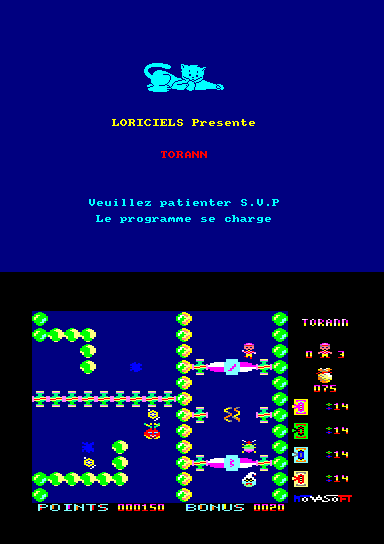 LORICIELS Presente
TORANN
Veuillez patienter S.V.P
Le programme se charge
TORANN
0 3
075
±14
±14
±14
±14
NOVASOFT
POINTS 000150 BONUS 0020